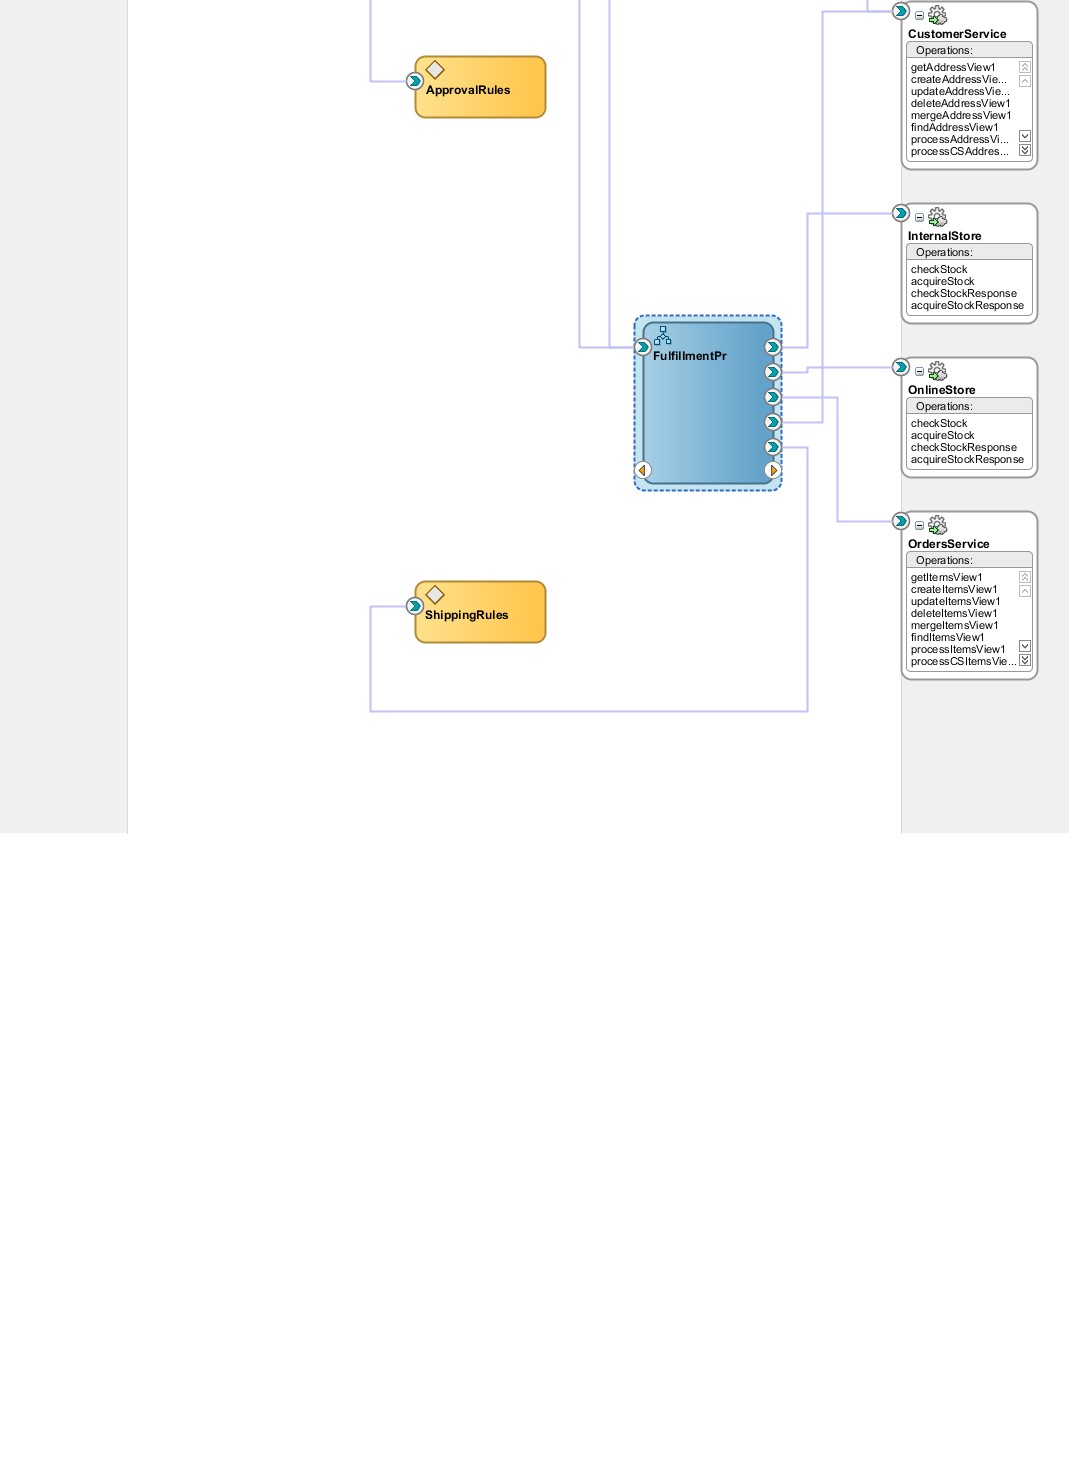 CustomerService
Operations:
getAddressView1
createAddressVie...
updateAddressVie...
deleteAddressView1
mergeAddressView1
findAddressView1
processAddressVi...
processCSAddres...
ApprovalRules
InternalStore
Operations:
checkStock
acquireStock
checkStockResponse
acquireStockResponse
FulfillmentPr
OnlineStore
Operations:
checkStock
acquireStock
checkStockResponse
acquireStockResponse
OrdersService
Operations:
getItemsView1
createItemsView1
updateItemsView1
deleteItemsView1
mergeItemsView1
findItemsView1
processItemsView1
processCSItemsVie...
ShippingRules